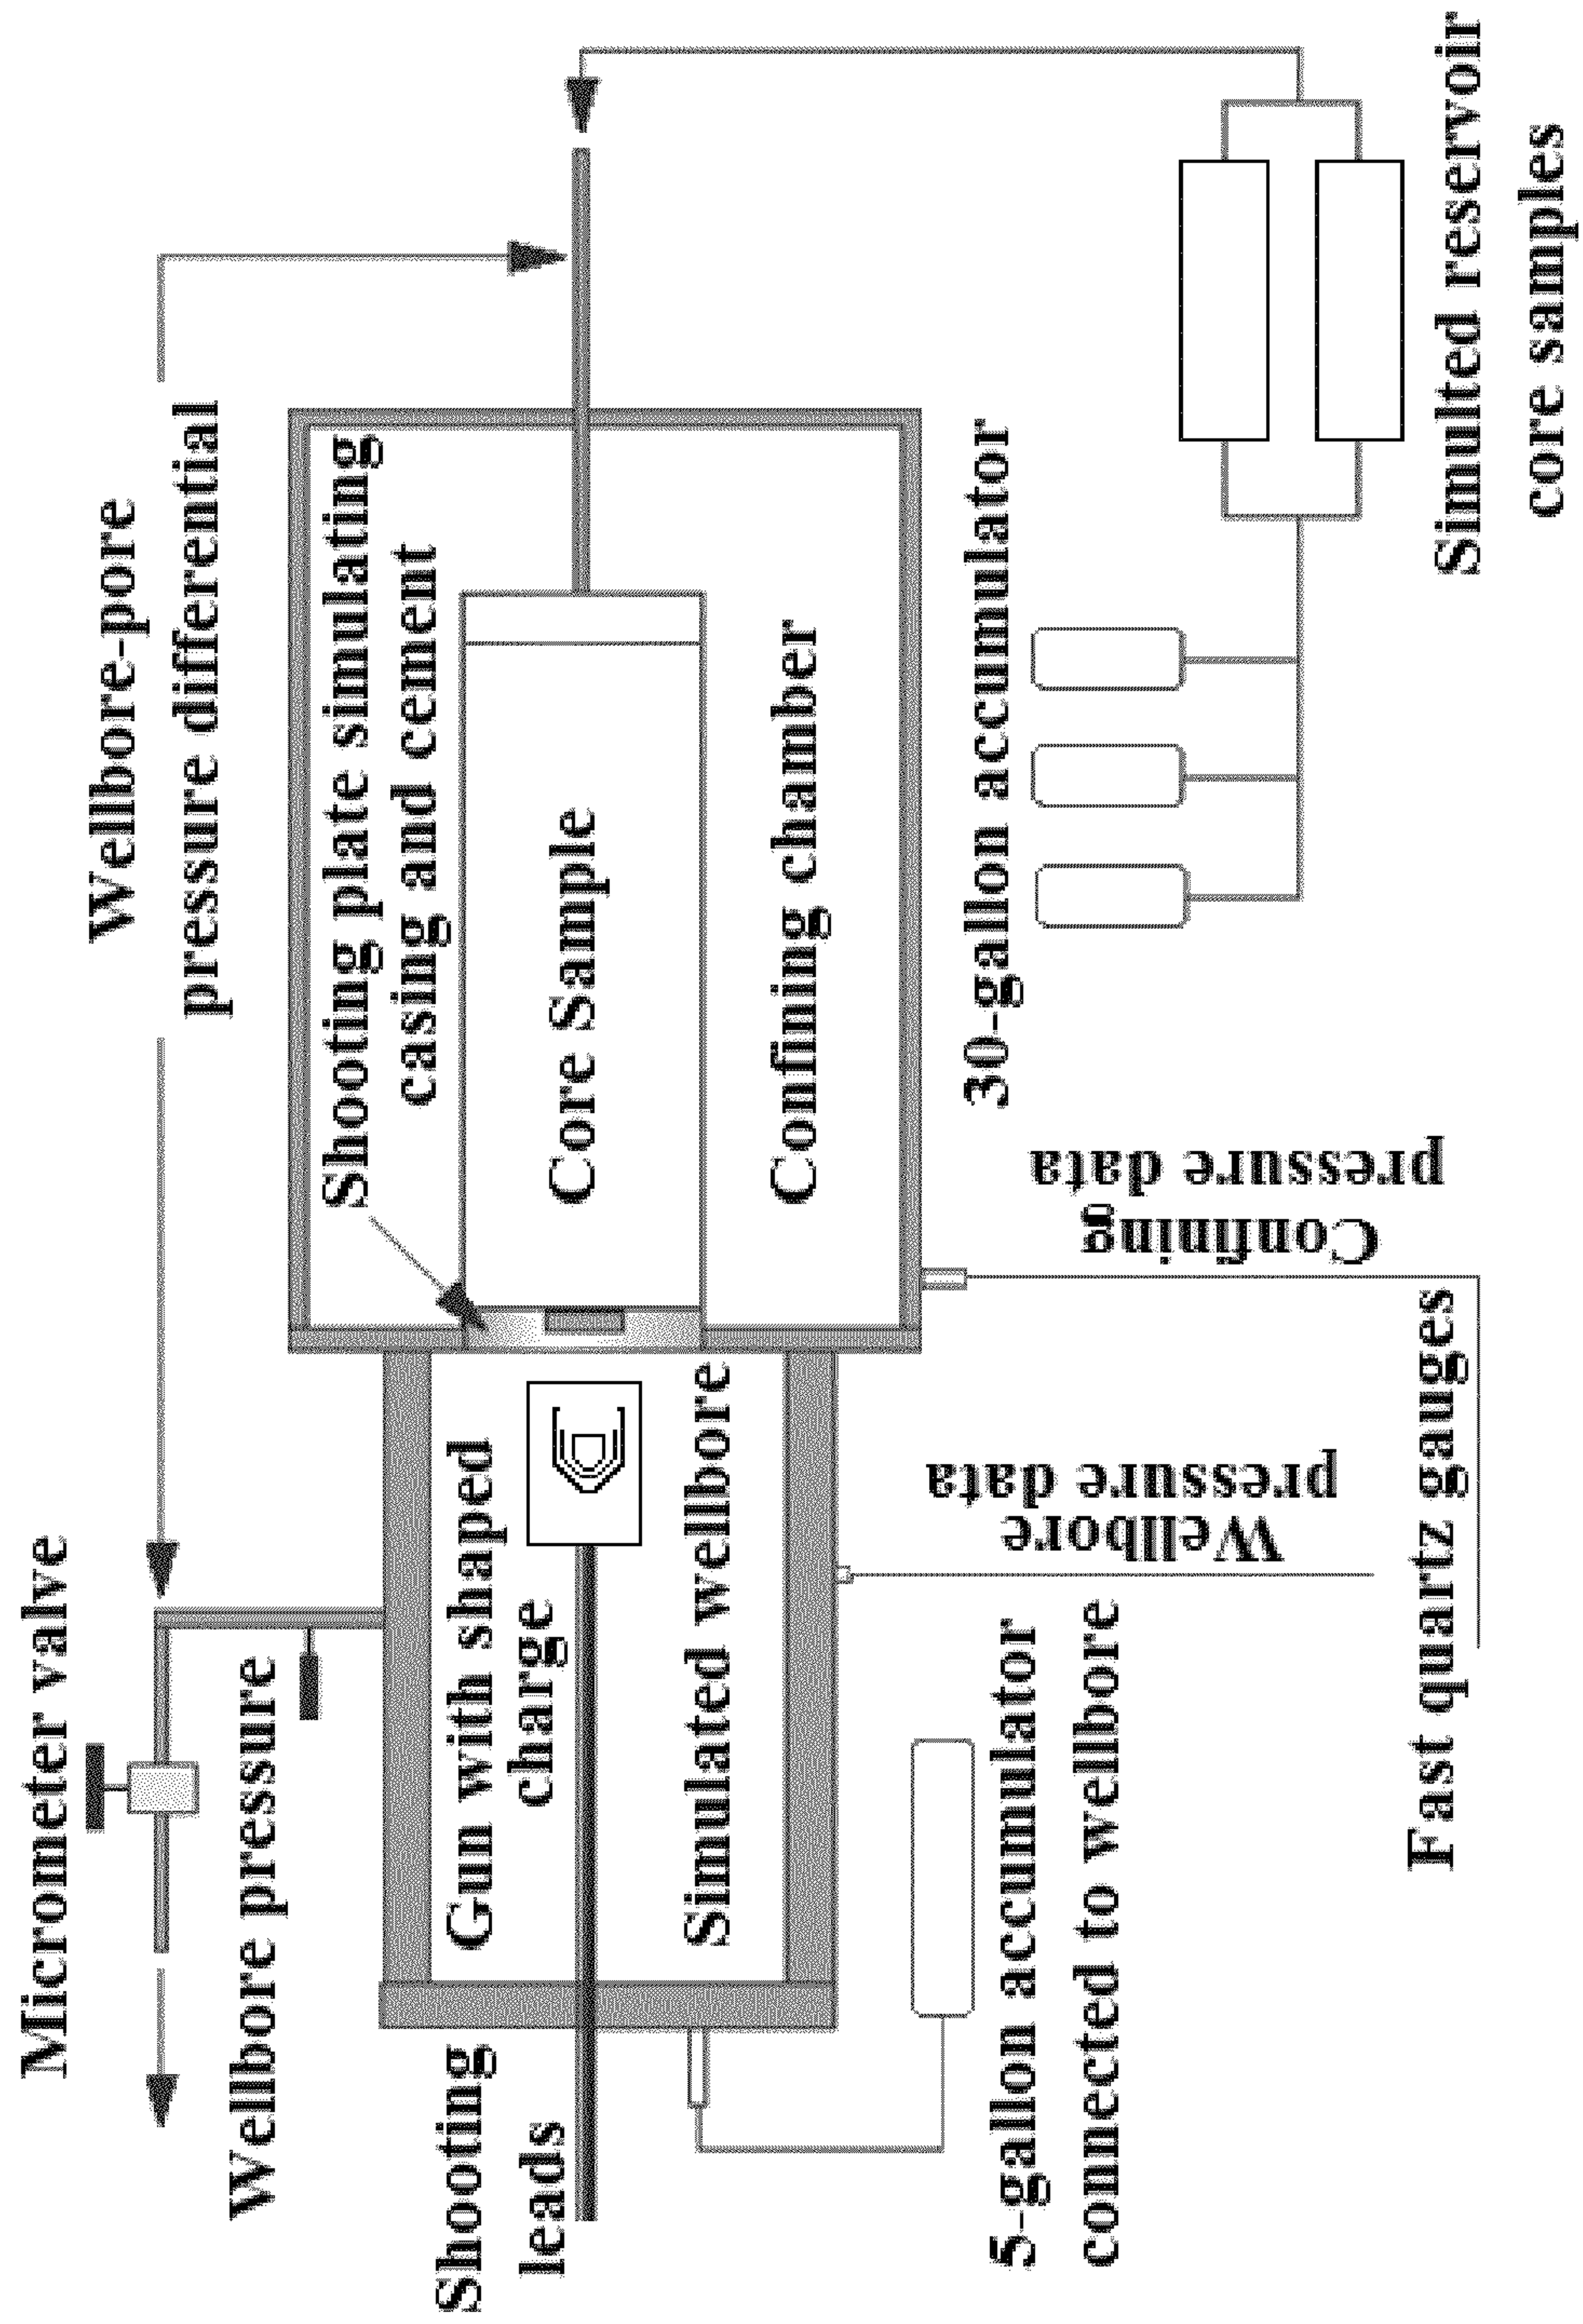 Micrometer valve
Wellbore-pore
pressure differential
Wellbore pressure
Shooting plate simulating
casing and cement
Shooting
leads
Gun with shaped
charge
Core Sample
Simulated wellbore
Confining chamber
30-gallon accumulator
5-gallon accumulator
connected to wellbore
Wellbore
pressure data
Confining
pressure data
Fast quartz gauges
Simulted reservoir
core samples